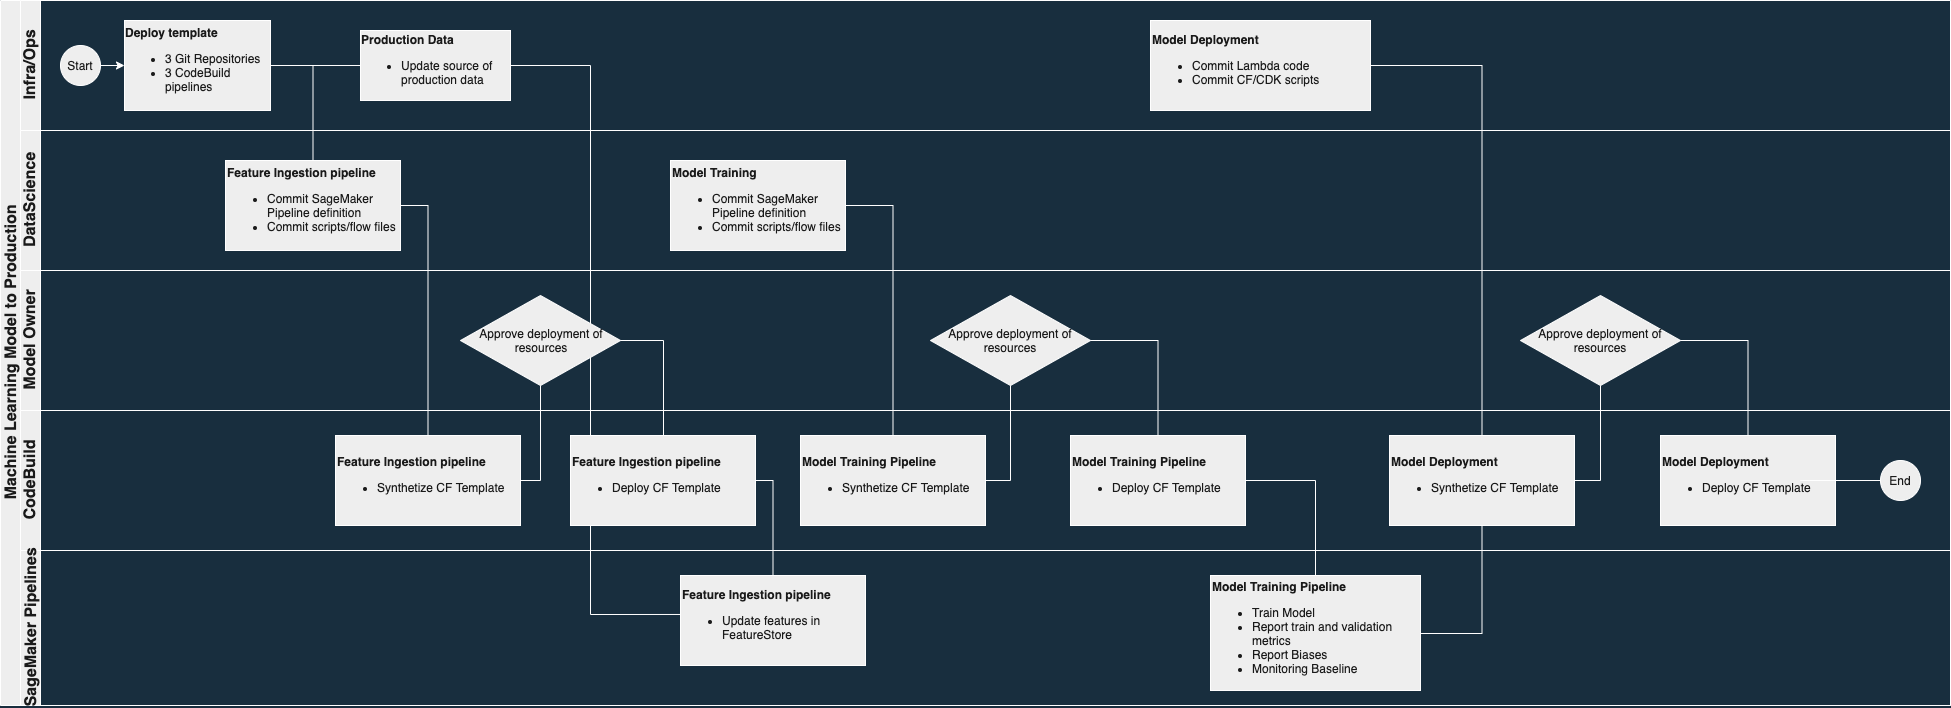 Machine Learning Model to Production
Infra/Ops
Start
Deploy template
• 3 Git Repositories
• 3 CodeBuild
pipelines
Production Data
• Update source of
production data
Model Deployment
• Commit Lambda code
• Commit CF/CDK scripts
DataScience
Feature Ingestion pipeline
• Commit SageMaker
Pipeline definition
• Commit scripts/flow files
Model Training
• Commit SageMaker
Pipeline definition
• Commit scripts/flow files
Model Owner
Approve deployment of
resources
Approve deployment of
resources
Approve deployment of
resources
CodeBuild
Feature Ingestion pipeline
• Synthetize CF Template
Feature Ingestion pipeline
• Deploy CF Template
Model Training Pipeline
• Synthetize CF Template
Model Training Pipeline
• Deploy CF Template
Model Deployment
• Synthetize CF Template
Model Deployment
• Deploy CF Template
End
SageMaker Pipelines
Feature Ingestion pipeline
• Update features in
FeatureStore
Model Training Pipeline
• Train Model
• Report train and validation
metrics
• Report Biases
• Monitoring Baseline